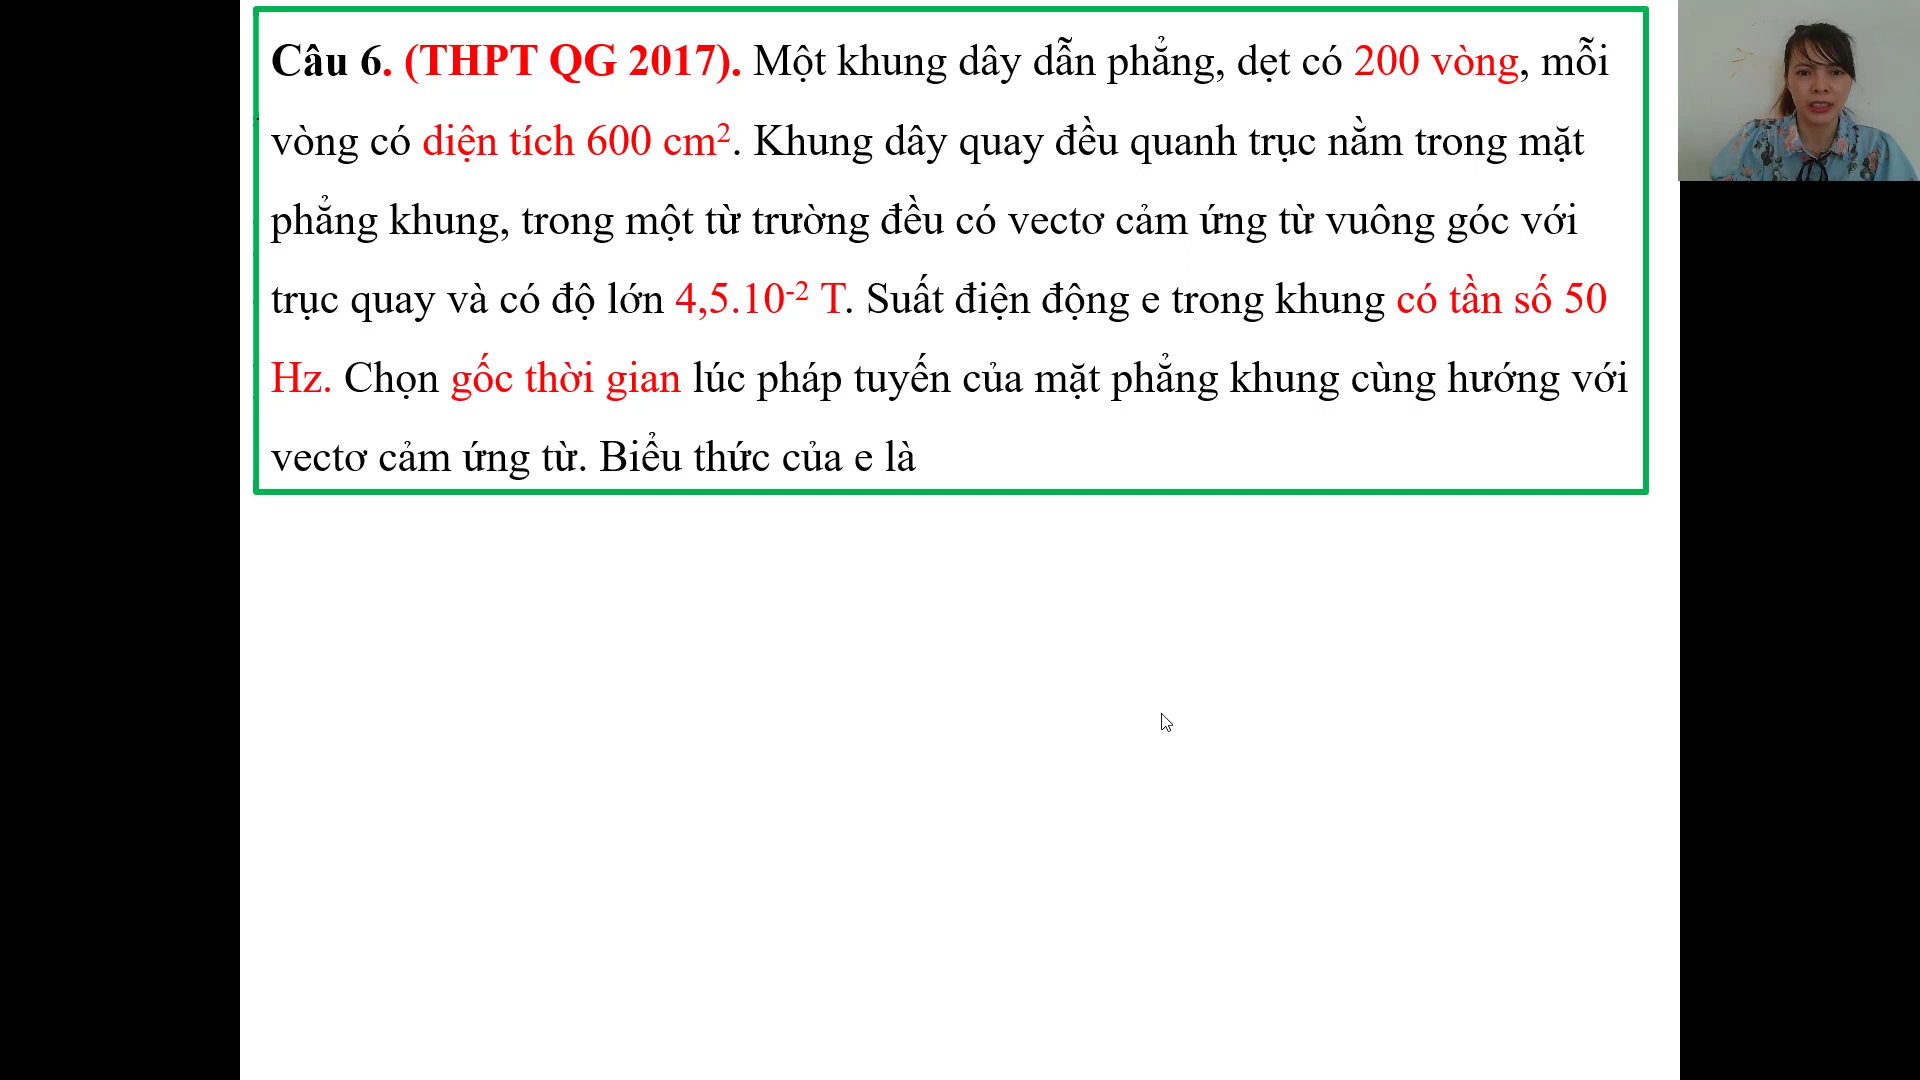 Câu 6. (THPT QG 2017). Một khung dây dẫn phẳng, dẹt có 200 vòng, mỗi
vòng có diện tích 600 cm². Khung dây quay đều quanh trục nằm trong mặt
phẳng khung, trong một từ trường đều có vectơ cảm ứng từ vuông góc với
trục quay và có độ lớn 4,5.10⁻² T. Suất điện động e trong khung có tần số 50
Hz. Chọn gốc thời gian lúc pháp tuyến của mặt phẳng khung cùng hướng với
vectơ cảm ứng từ. Biểu thức của e là